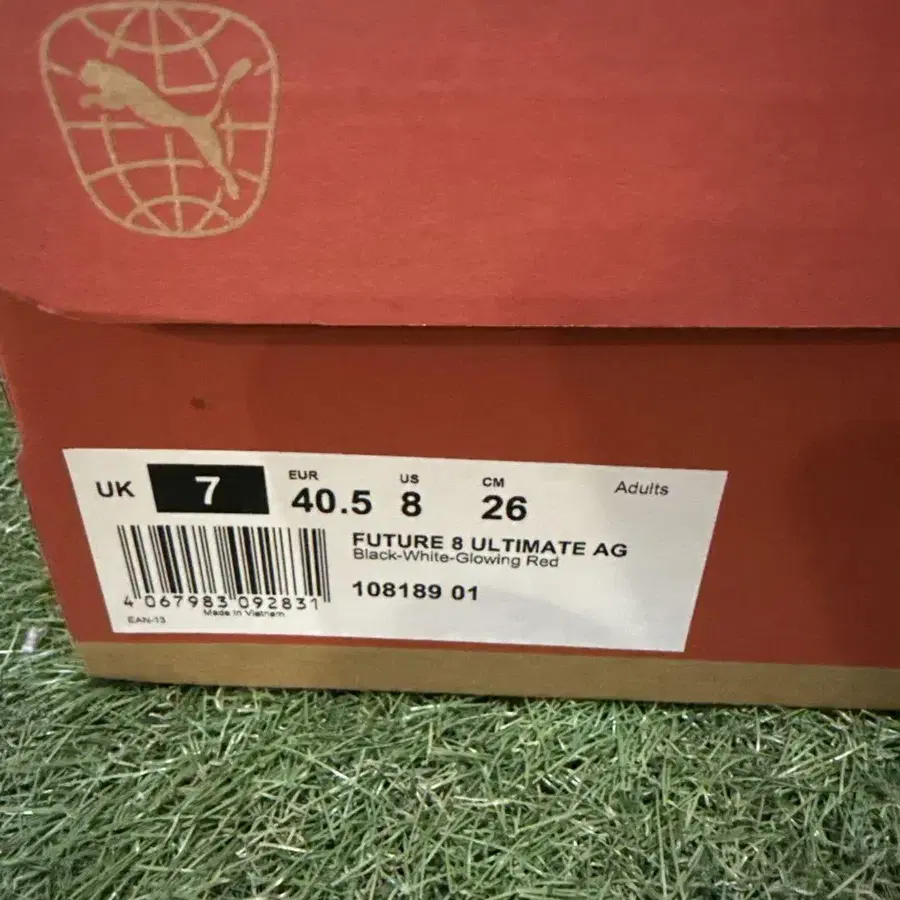 UK 7 EUR 40.5 US 8 CM 26 Adults
FUTURE 8 ULTIMATE AG
Black-White-Glowing Red
108189 01
4 067983 092831
Made in Vietnam
EAN-13